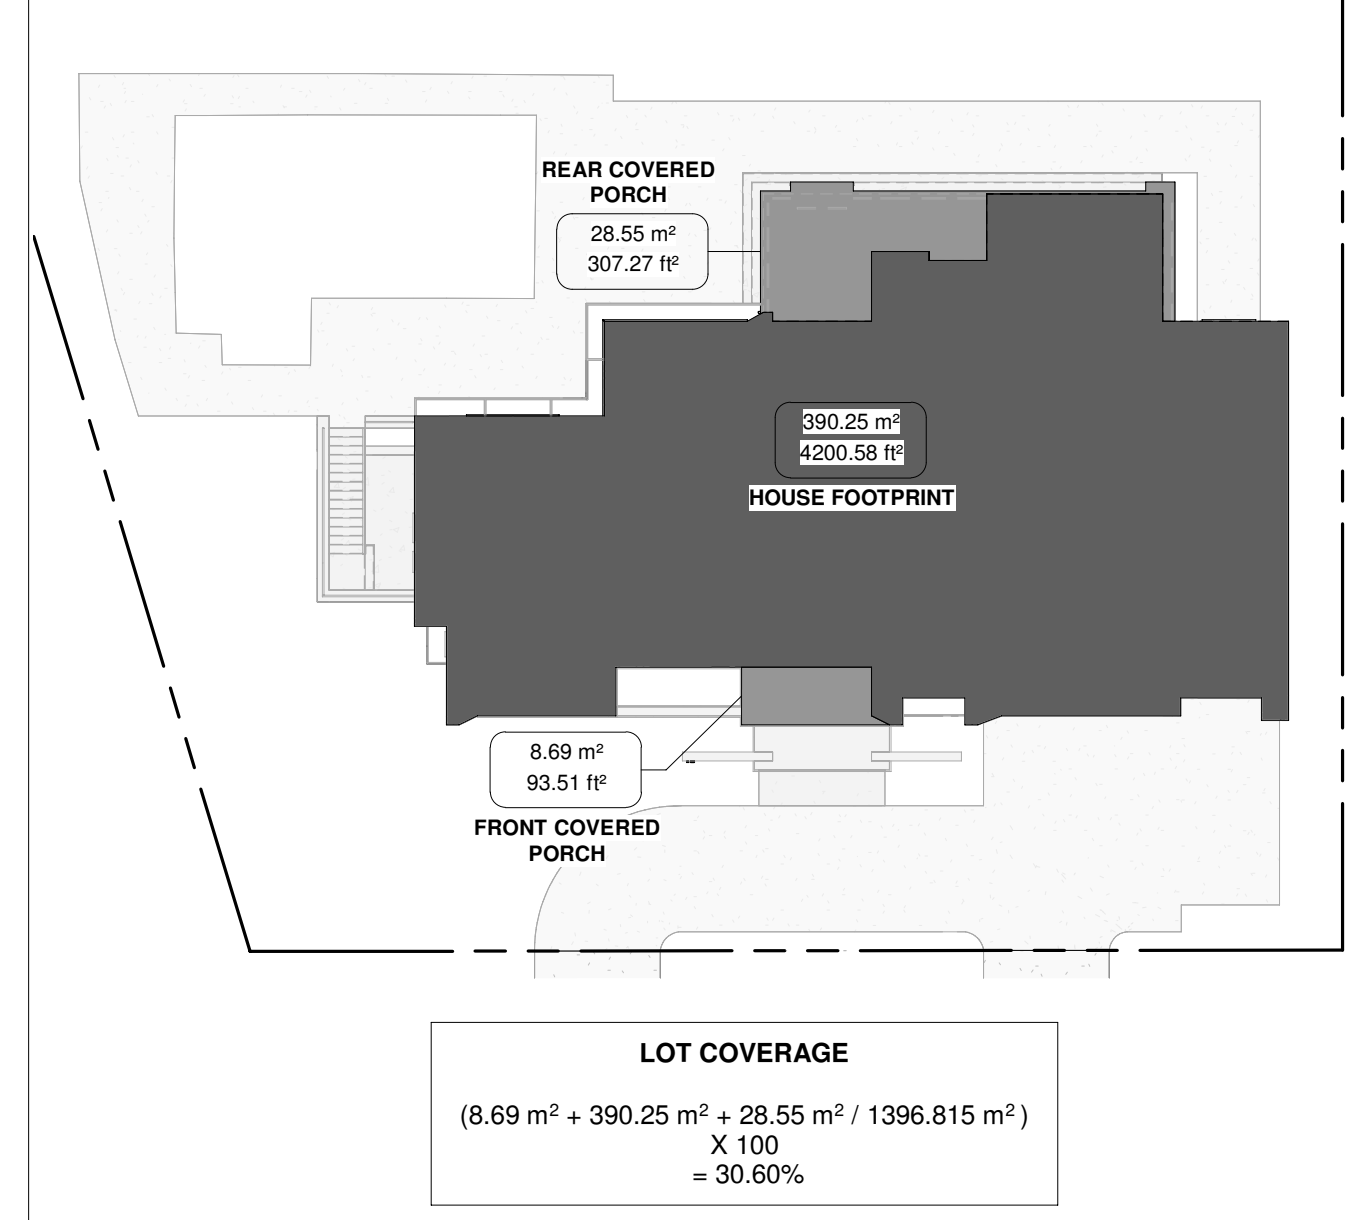 REAR COVERED
PORCH
28.55 m²
307.27 ft²
390.25 m²
4200.58 ft²
HOUSE FOOTPRINT
8.69 m²
93.51 ft²
FRONT COVERED
PORCH
LOT COVERAGE
(8.69 m² + 390.25 m² + 28.55 m² / 1396.815 m² )
X 100
= 30.60%